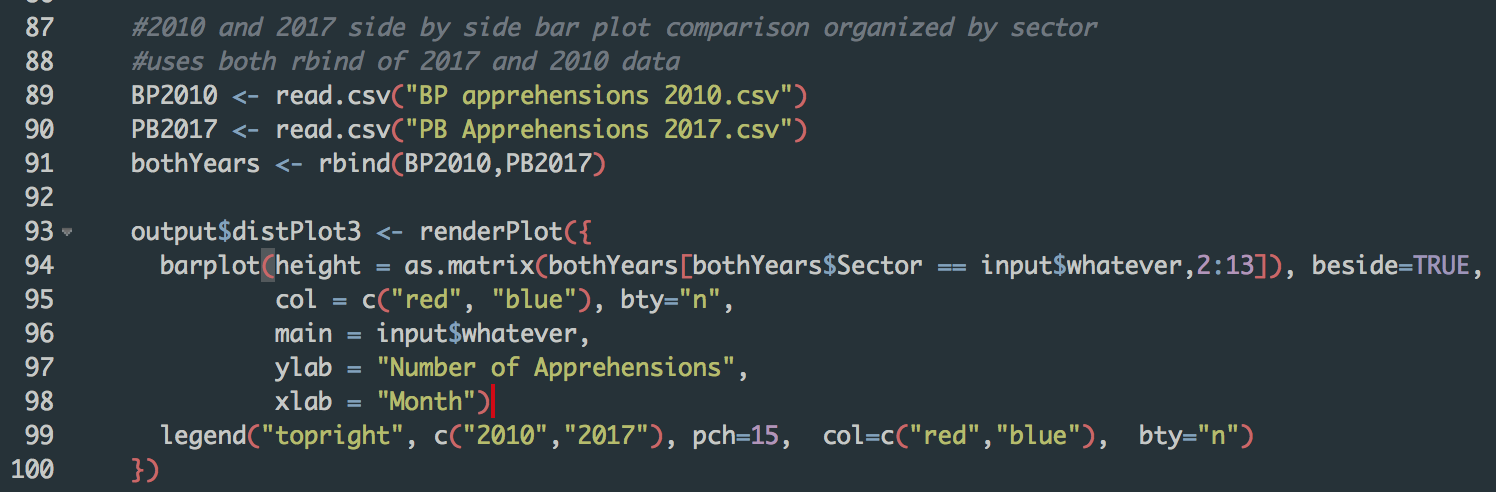 87 #2010 and 2017 side by side bar plot comparison organized by sector
88 #uses both rbind of 2017 and 2010 data
89 BP2010 <- read.csv("BP apprehensions 2010.csv")
90 PB2017 <- read.csv("PB Apprehensions 2017.csv")
91 bothYears <- rbind(BP2010,PB2017)
92
93 output$distPlot3 <- renderPlot({
94 barplot(height = as.matrix(bothYears[bothYears$Sector == input$whatever,2:13]), beside=TRUE,
95 col = c("red", "blue"), bty="n",
96 main = input$whatever,
97 ylab = "Number of Apprehensions",
98 xlab = "Month")
99 legend("topright", c("2010","2017"), pch=15,  col=c("red","blue"),  bty="n")
100 })